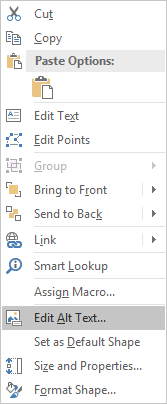 Cut
Copy
Paste Options:
Edit Text
Edit Points
Group
Bring to Front
Send to Back
Link
Smart Lookup
Assign Macro...
Edit Alt Text...
Set as Default Shape
Size and Properties...
Format Shape...